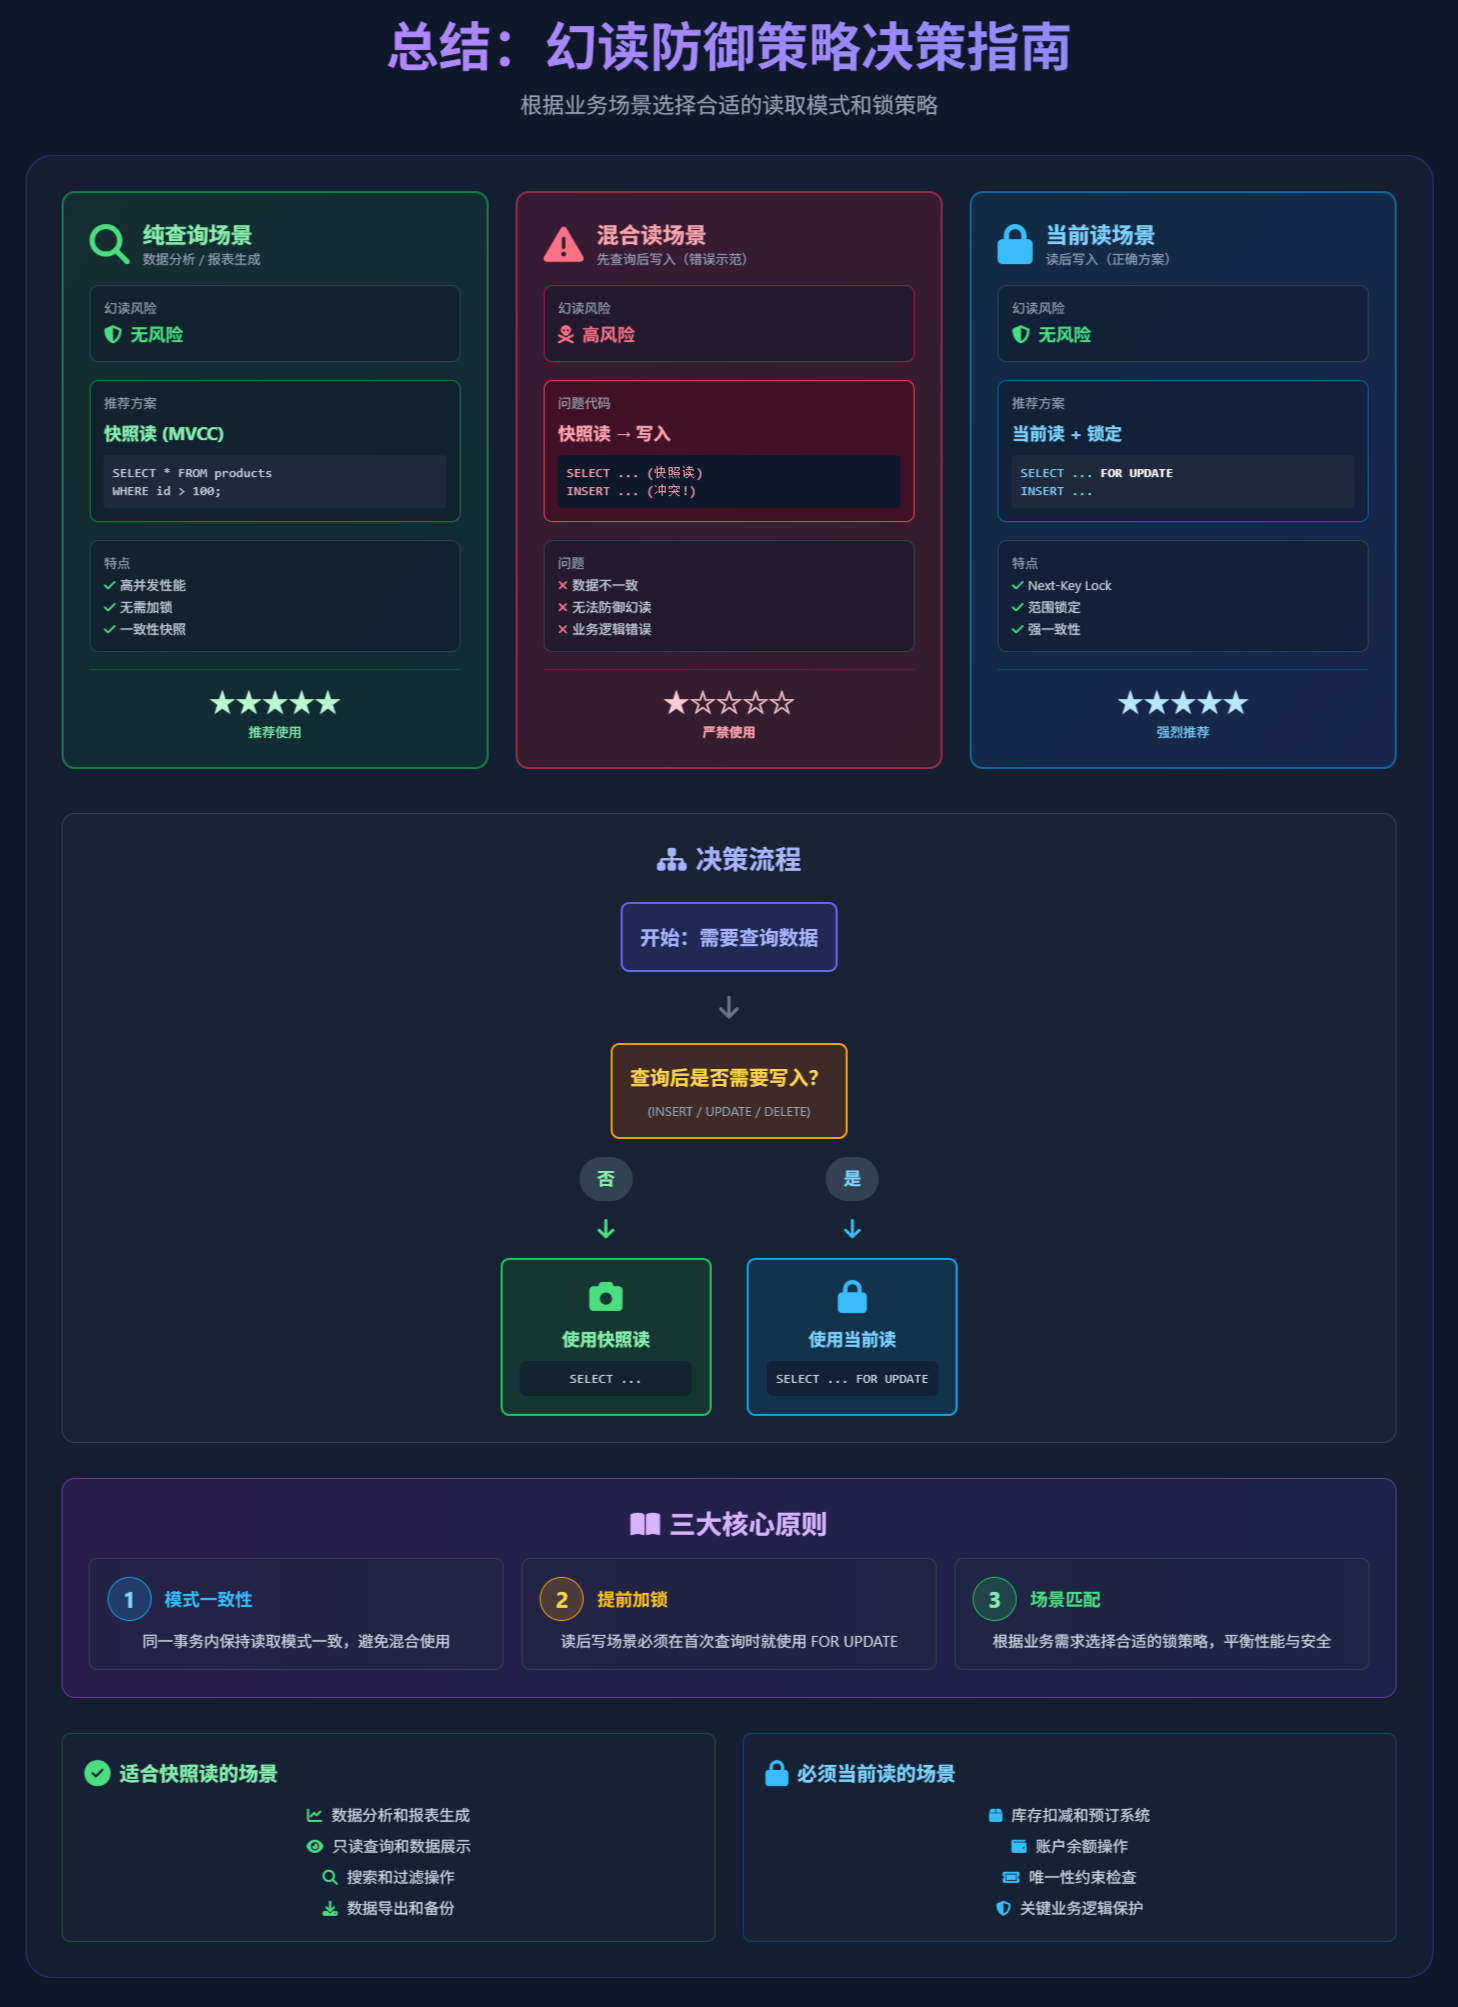 总结：幻读防御策略决策指南
根据业务场景选择合适的读取模式和锁策略
纯查询场景
数据分析 / 报表生成
幻读风险
无风险
推荐方案
快照读 (MVCC)
SELECT * FROM products
WHERE id > 100;
特点
高并发性能
无需加锁
一致性快照
★★★★★
推荐使用
混合读场景
先查询后写入（错误示范）
幻读风险
高风险
问题代码
快照读 → 写入
SELECT ... (快照读)
INSERT ... (冲突!)
问题
数据不一致
无法防御幻读
业务逻辑错误
★☆☆☆☆
严禁使用
当前读场景
读后写入（正确方案）
幻读风险
无风险
推荐方案
当前读 + 锁定
SELECT ... FOR UPDATE
INSERT ...
特点
Next-Key Lock
范围锁定
强一致性
★★★★★
强烈推荐
决策流程
开始：需要查询数据
查询后是否需要写入？
(INSERT / UPDATE / DELETE)
否
是
使用快照读
SELECT ...
使用当前读
SELECT ... FOR UPDATE
三大核心原则
1 模式一致性
同一事务内保持读取模式一致，避免混合使用
2 提前加锁
读后写场景必须在首次查询时就使用 FOR UPDATE
3 场景匹配
根据业务需求选择合适的锁策略，平衡性能与安全
适合快照读的场景
数据分析和报表生成
只读查询和数据展示
搜索和过滤操作
数据导出和备份
必须当前读的场景
库存扣减和预订系统
账户余额操作
唯一性约束检查
关键业务逻辑保护